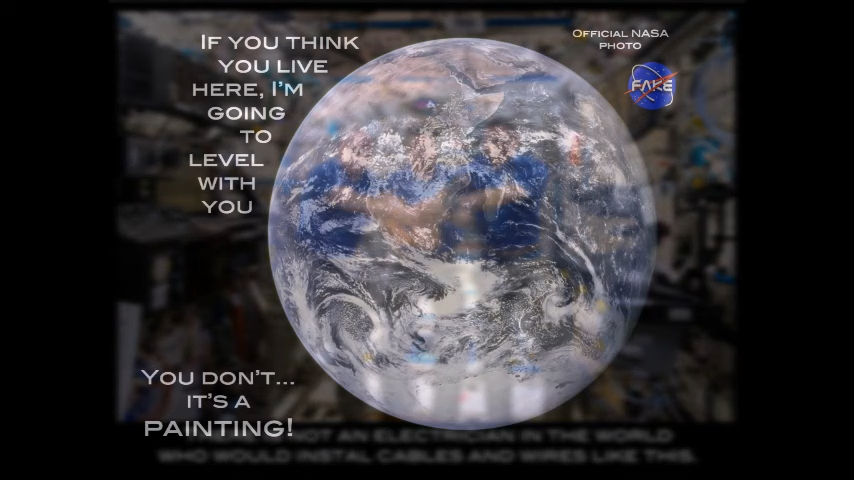 If you think
you live
here, I'm
going
to
level
with
you
Official NASA
photo
FAKE
You don't...
it's a
painting!
NOT AN ELECTRICIAN IN THE WORLD
WHO WOULD INSTAL CABLES AND WIRES LIKE THIS.